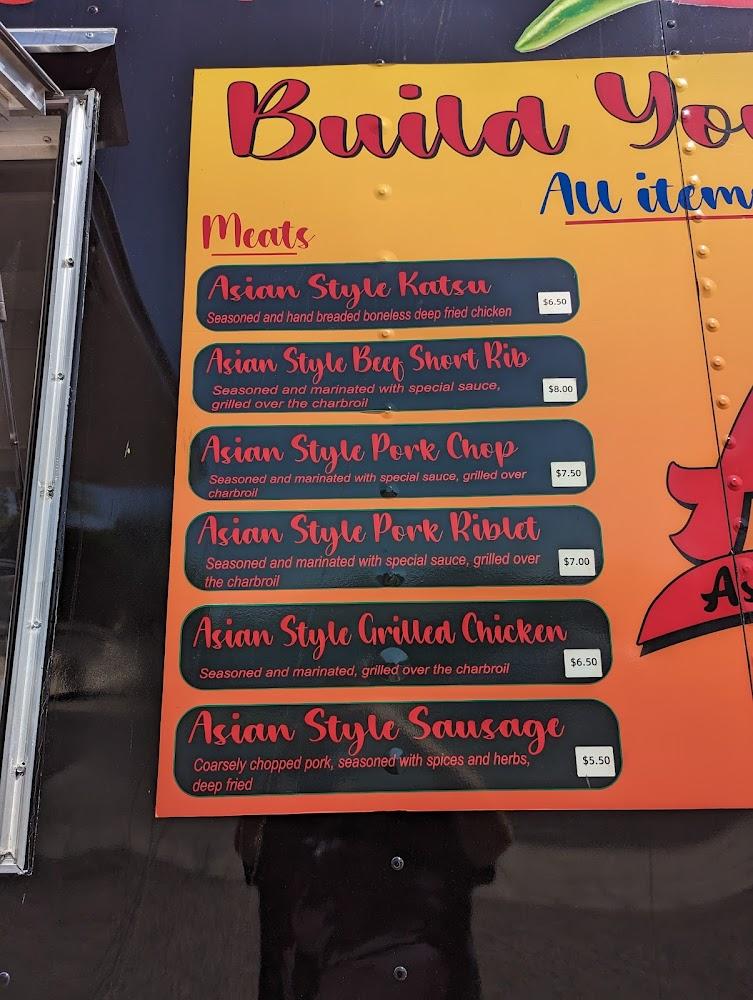 Build Yo
All item
Meats
Asian Style Katsu
Seasoned and hand breaded boneless deep fried chicken
$6.50
Asian Style Beef Short Rib
Seasoned and marinated with special sauce,
grilled over the charbroil
$8.00
Asian Style Pork Chop
Seasoned and marinated with special sauce, grilled over
charbroil
$7.50
Asian Style Pork Riblet
Seasoned and marinated with special sauce, grilled over
the charbroil
$7.00
Asian Style Grilled Chicken
Seasoned and marinated, grilled over the charbroil
$6.50
Asian Style Sausage
Coarsely chopped pork, seasoned with spices and herbs,
deep fried
$5.50
As